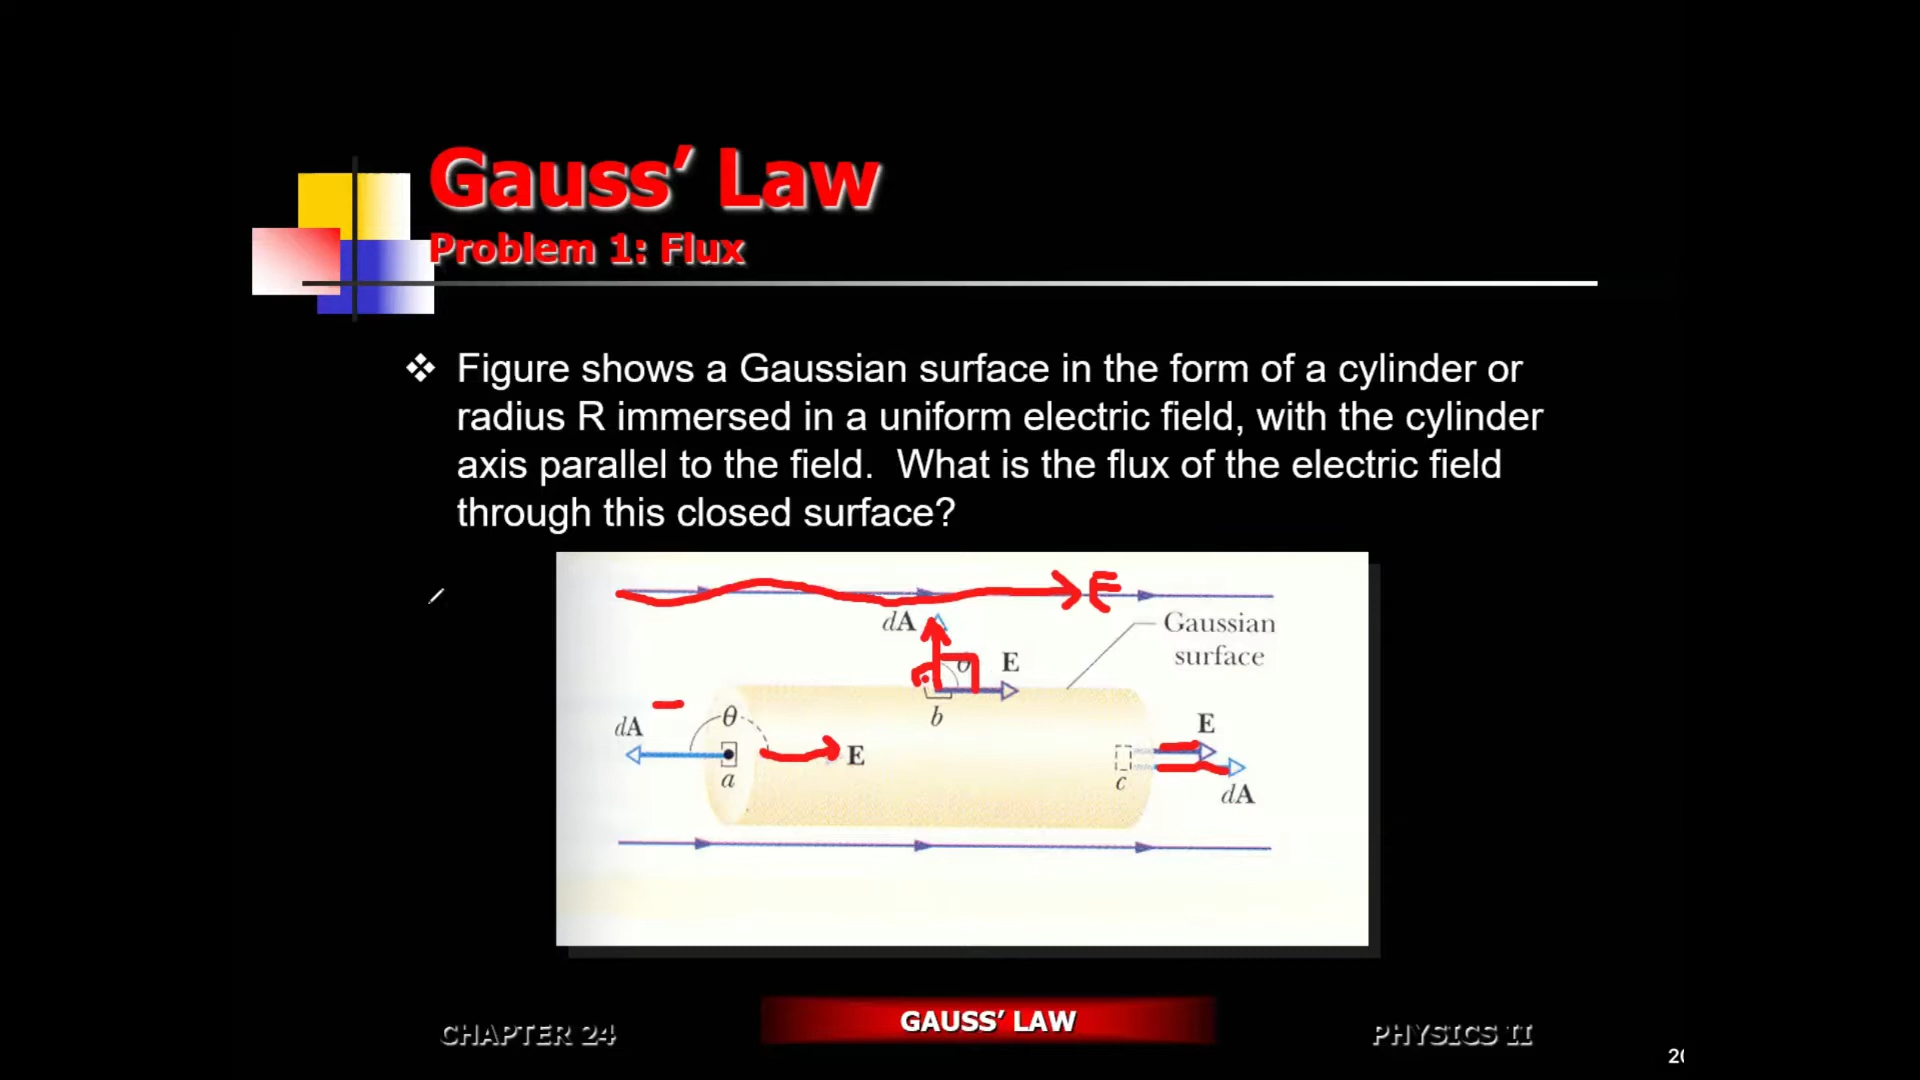 Gauss’ Law
Problem 1: Flux
❖ Figure shows a Gaussian surface in the form of a cylinder or
radius R immersed in a uniform electric field, with the cylinder
axis parallel to the field. What is the flux of the electric field
through this closed surface?
E
dA
Gaussian
surface
θ
E
b
dA
θ
E
a
E
c
dA
CHAPTER 24
GAUSS’ LAW
PHYSICS II